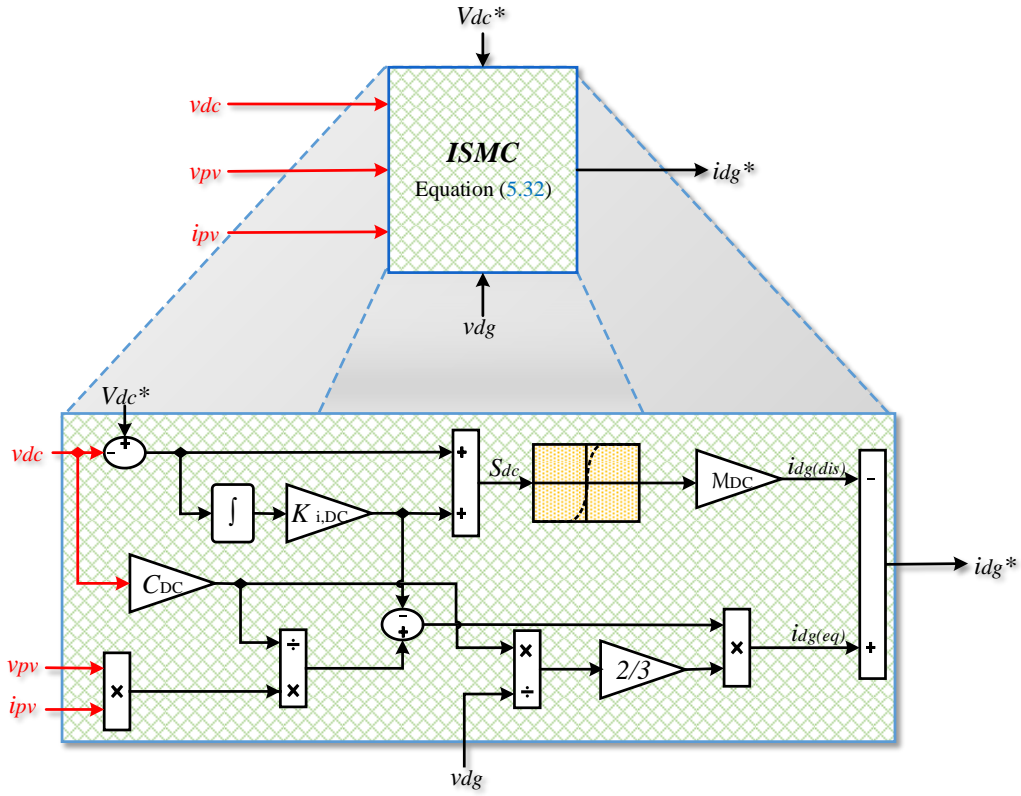 Vdc*
vdc
ISMC
vpv
idg*
Equation (5.32)
ipv
vdg
Vdc*
+
vdc
-
+
Sdc
idg(dis)
-
∫
K i,DC
+
MDC
CDC
idg*
-
+
÷
×
idg(eq)
vpv
×
×
2/3
+
ipv
×
÷
vdg